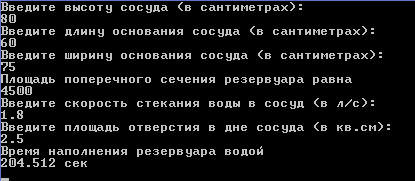 Введите высоту сосуда (в сантиметрах):
80
Введите длину основания сосуда (в сантиметрах):
60
Введите ширину основания сосуда (в сантиметрах):
75
Площадь поперечного сечения резервуара равна
4500
Введите скорость стекания воды в сосуд (в л/с):
1.8
Введите площадь отверстия в дне сосуда (в кв.см):
2.5
Время наполнения резервуара водой
204.512 сек